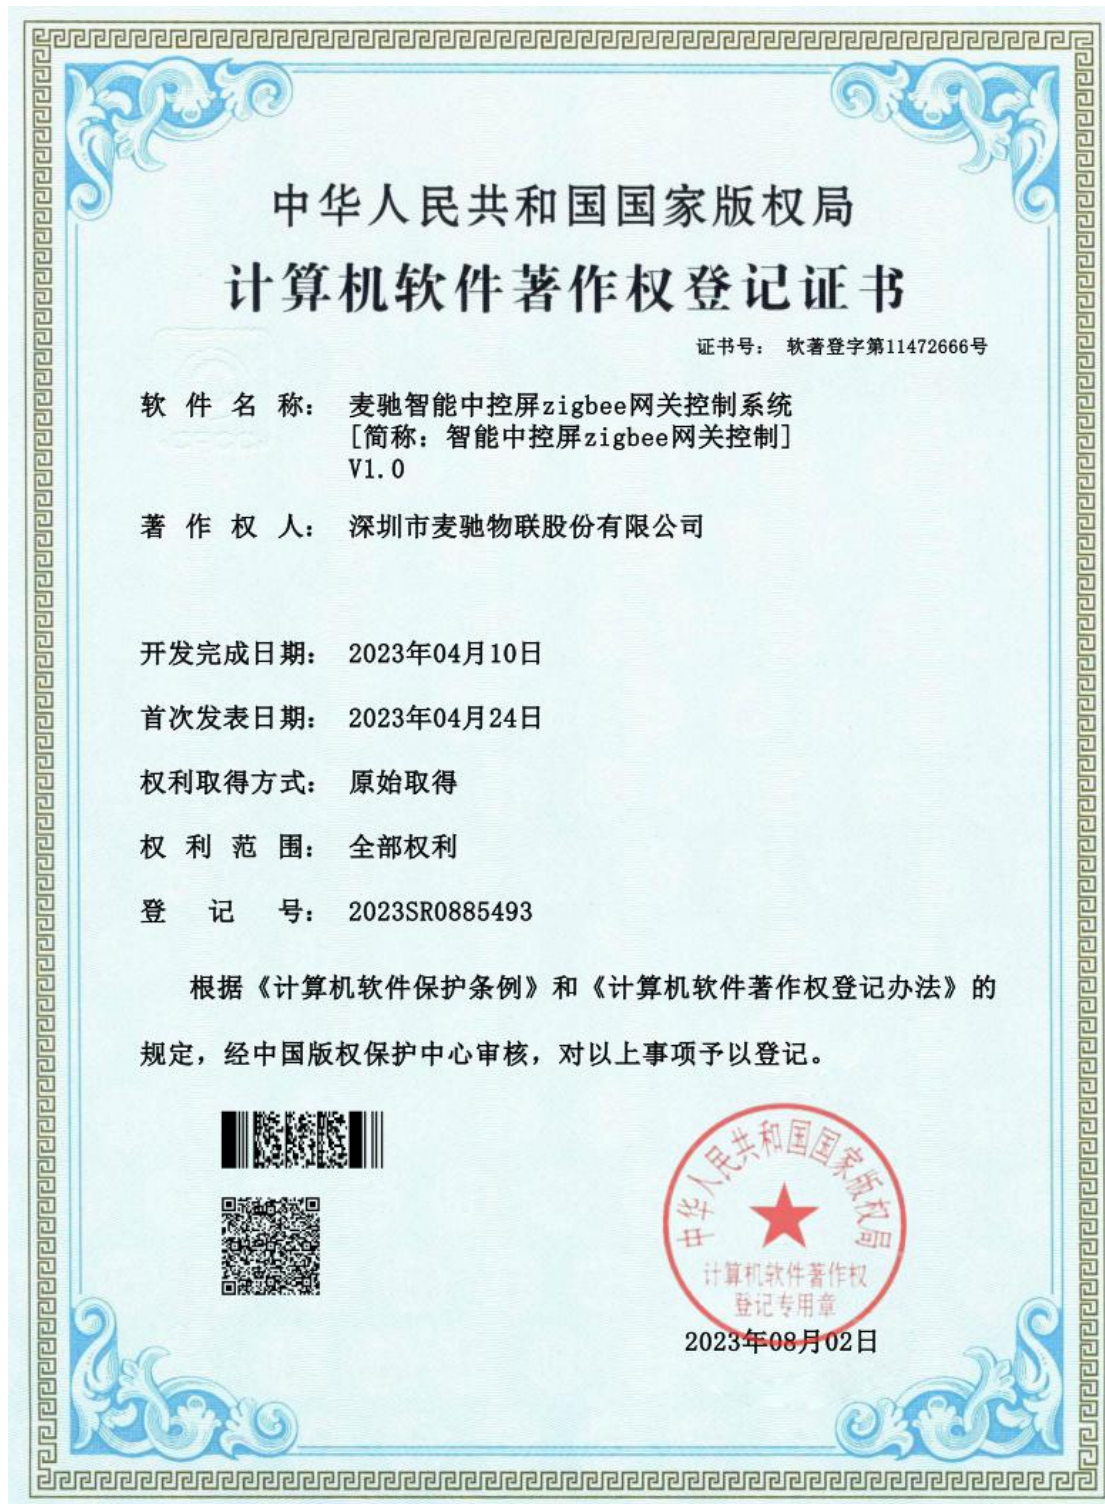 中华人民共和国国家版权局
计算机软件著作权登记证书
证书号： 软著登字第11472666号
软件名称： 麦驰智能中控屏zigbee网关控制系统
[简称：智能中控屏zigbee网关控制]
V1.0
著作权人： 深圳市麦驰物联股份有限公司
开发完成日期： 2023年04月10日
首次发表日期： 2023年04月24日
权利取得方式： 原始取得
权利范围： 全部权利
登记号： 2023SR0885493
根据《计算机软件保护条例》和《计算机软件著作权登记办法》的
规定，经中国版权保护中心审核，对以上事项予以登记。
中华人民共和国国家版权局
计算机软件著作权
登记专用章
2023年08月02日